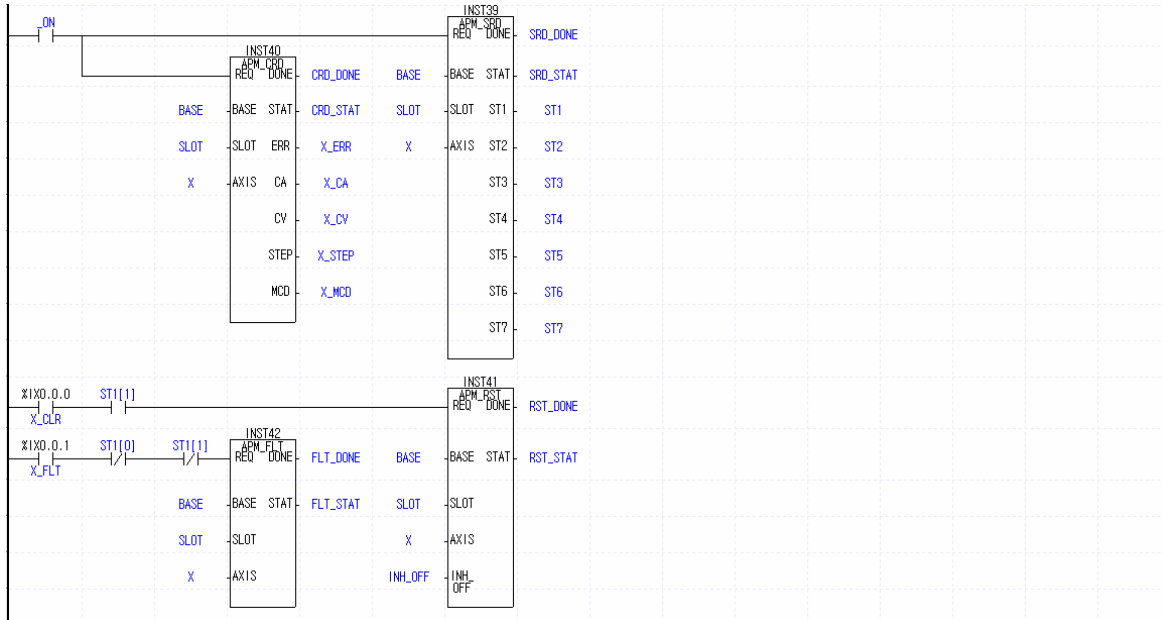 INST39
_ON APM_SRD
REQ DONE SRD_DONE
INST40
APM_CRD
REQ DONE CRD_DONE BASE BASE STAT SRD_STAT
BASE BASE STAT CRD_STAT SLOT SLOT ST1 ST1
SLOT SLOT ERR X_ERR X AXIS ST2 ST2
X AXIS CA X_CA ST3 ST3
CV X_CV ST4 ST4
STEP X_STEP ST5 ST5
MCD X_MCD ST6 ST6
ST7 ST7
INST41
%IX0.0.0 ST1[1] APM_RST
REQ DONE RST_DONE
X_CLR
INST42
%IX0.0.1 ST1[0] ST1[1] APM_FLT
REQ DONE FLT_DONE BASE BASE STAT RST_STAT
X_FLT
BASE BASE STAT FLT_STAT SLOT SLOT
SLOT SLOT X AXIS
X AXIS INH_OFF INH_
OFF